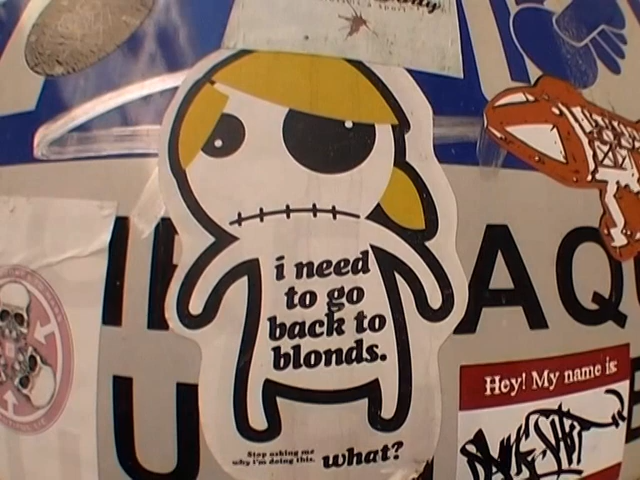 i need
to go
back to
blonds.
Stop asking me
why i'm doing this.
what?
AQ
U
Hey! My name is: